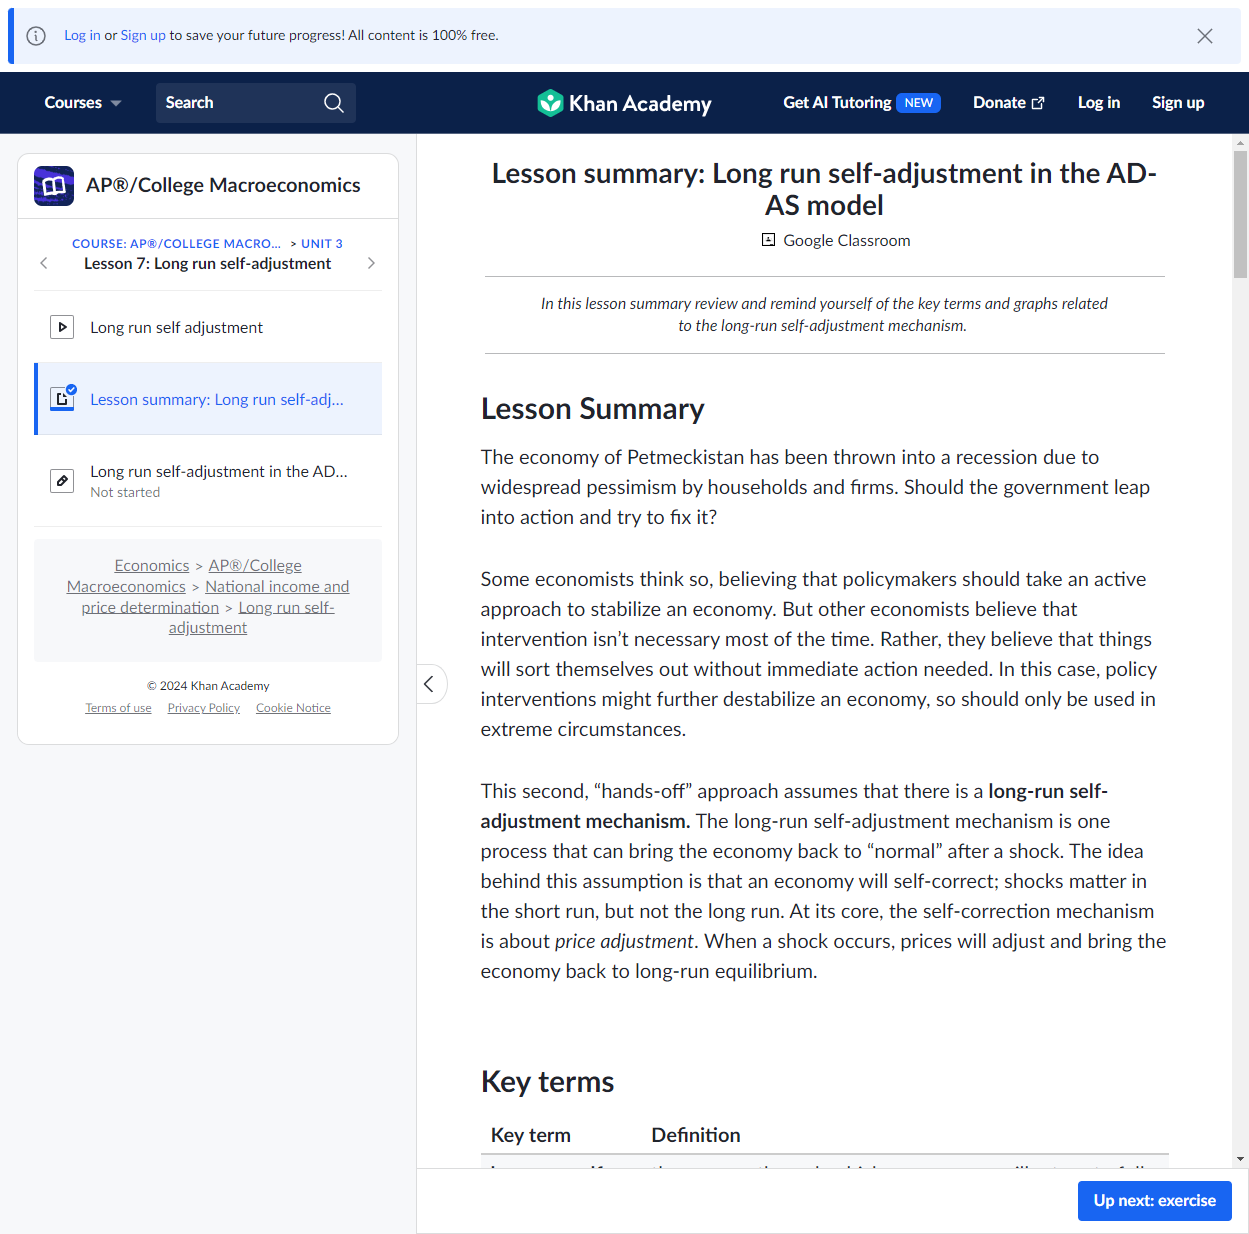 Log in or Sign up to save your future progress! All content is 100% free.
Courses
Search
Khan Academy
Get AI Tutoring NEW
Donate
Log in
Sign up
AP®/College Macroeconomics
COURSE: AP®/COLLEGE MACRO... > UNIT 3
Lesson 7: Long run self-adjustment
Long run self adjustment
Lesson summary: Long run self-adj...
Long run self-adjustment in the AD...
Not started
Economics > AP®/College
Macroeconomics > National income and
price determination > Long run self-
adjustment
© 2024 Khan Academy
Terms of use Privacy Policy Cookie Notice
Lesson summary: Long run self-adjustment in the AD-
AS model
Google Classroom
In this lesson summary review and remind yourself of the key terms and graphs related
to the long-run self-adjustment mechanism.
Lesson Summary
The economy of Petmeckistan has been thrown into a recession due to
widespread pessimism by households and firms. Should the government leap
into action and try to fix it?
Some economists think so, believing that policymakers should take an active
approach to stabilize an economy. But other economists believe that
intervention isn’t necessary most of the time. Rather, they believe that things
will sort themselves out without immediate action needed. In this case, policy
interventions might further destabilize an economy, so should only be used in
extreme circumstances.
This second, “hands-off” approach assumes that there is a long-run self-
adjustment mechanism. The long-run self-adjustment mechanism is one
process that can bring the economy back to “normal” after a shock. The idea
behind this assumption is that an economy will self-correct; shocks matter in
the short run, but not the long run. At its core, the self-correction mechanism
is about price adjustment. When a shock occurs, prices will adjust and bring the
economy back to long-run equilibrium.
Key terms
Key term Definition
Up next: exercise